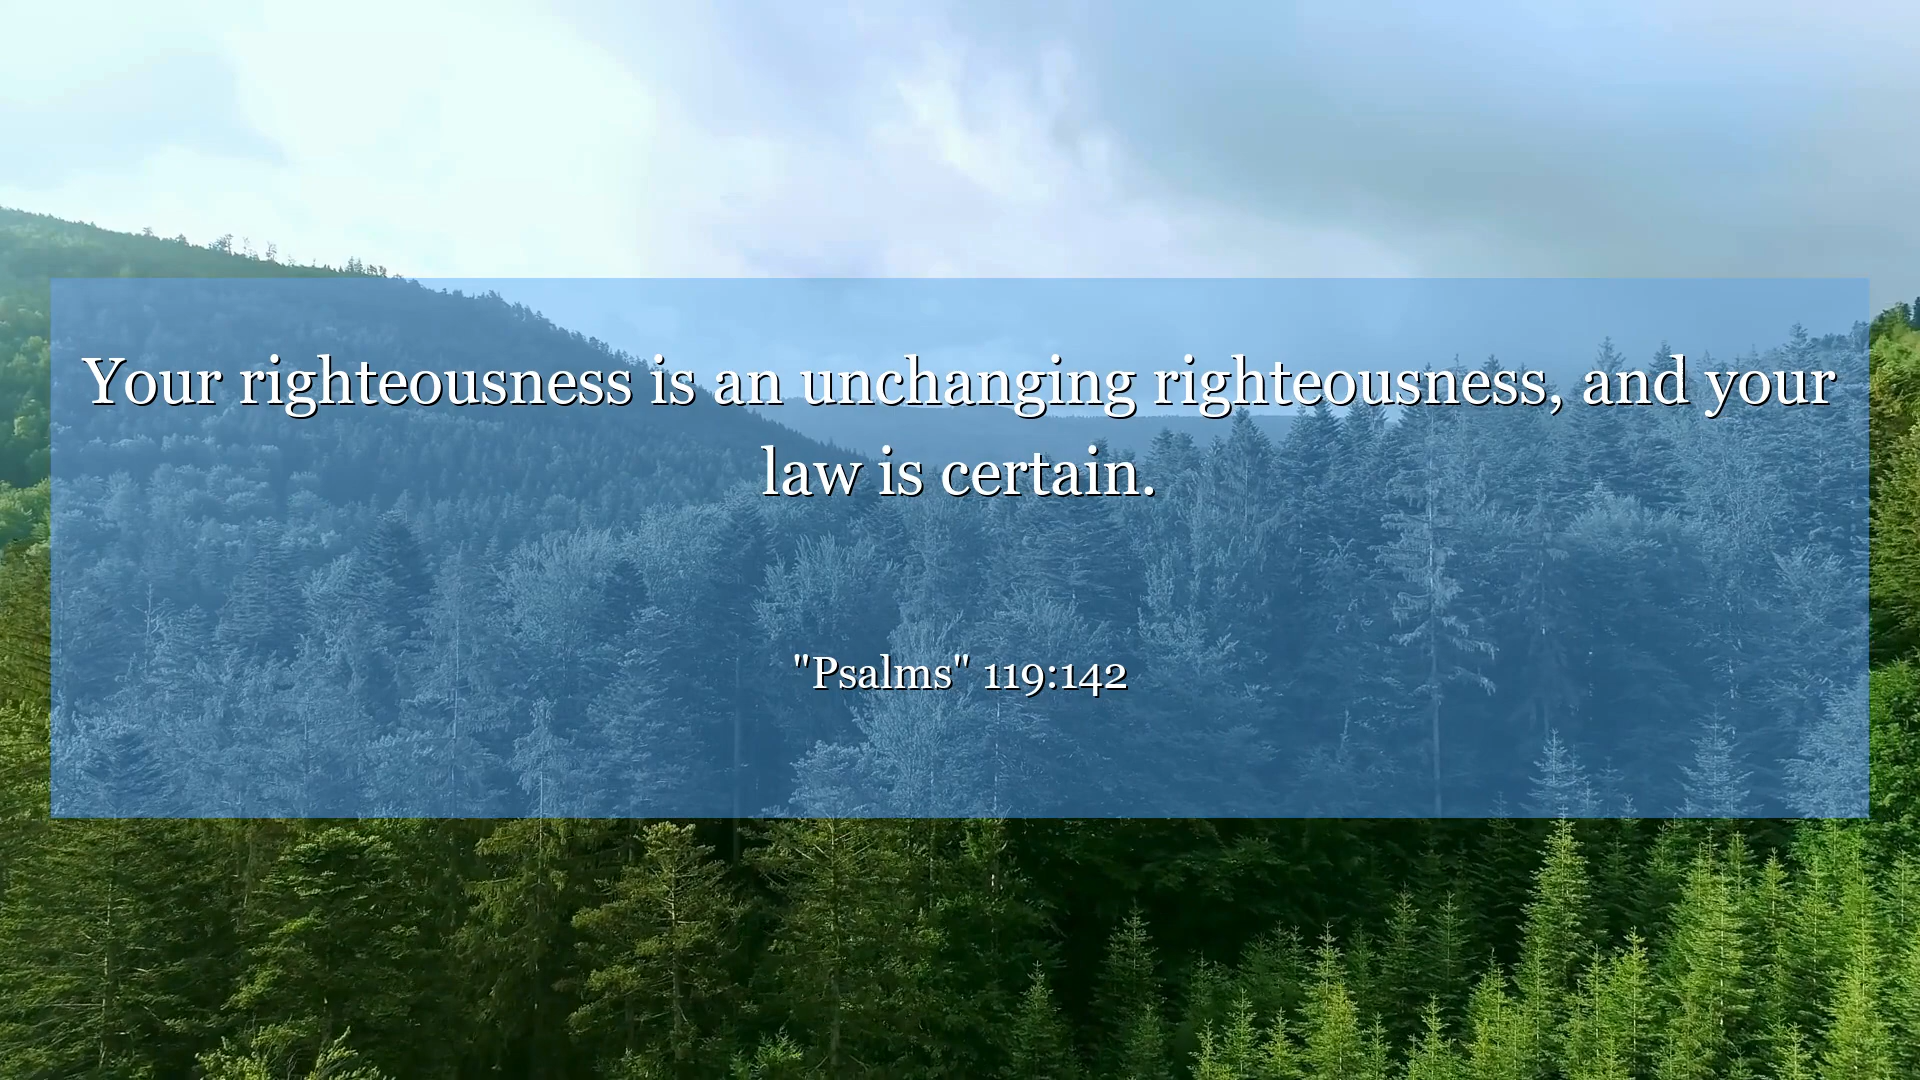 Your righteousness is an unchanging righteousness, and your
law is certain.
"Psalms" 119:142